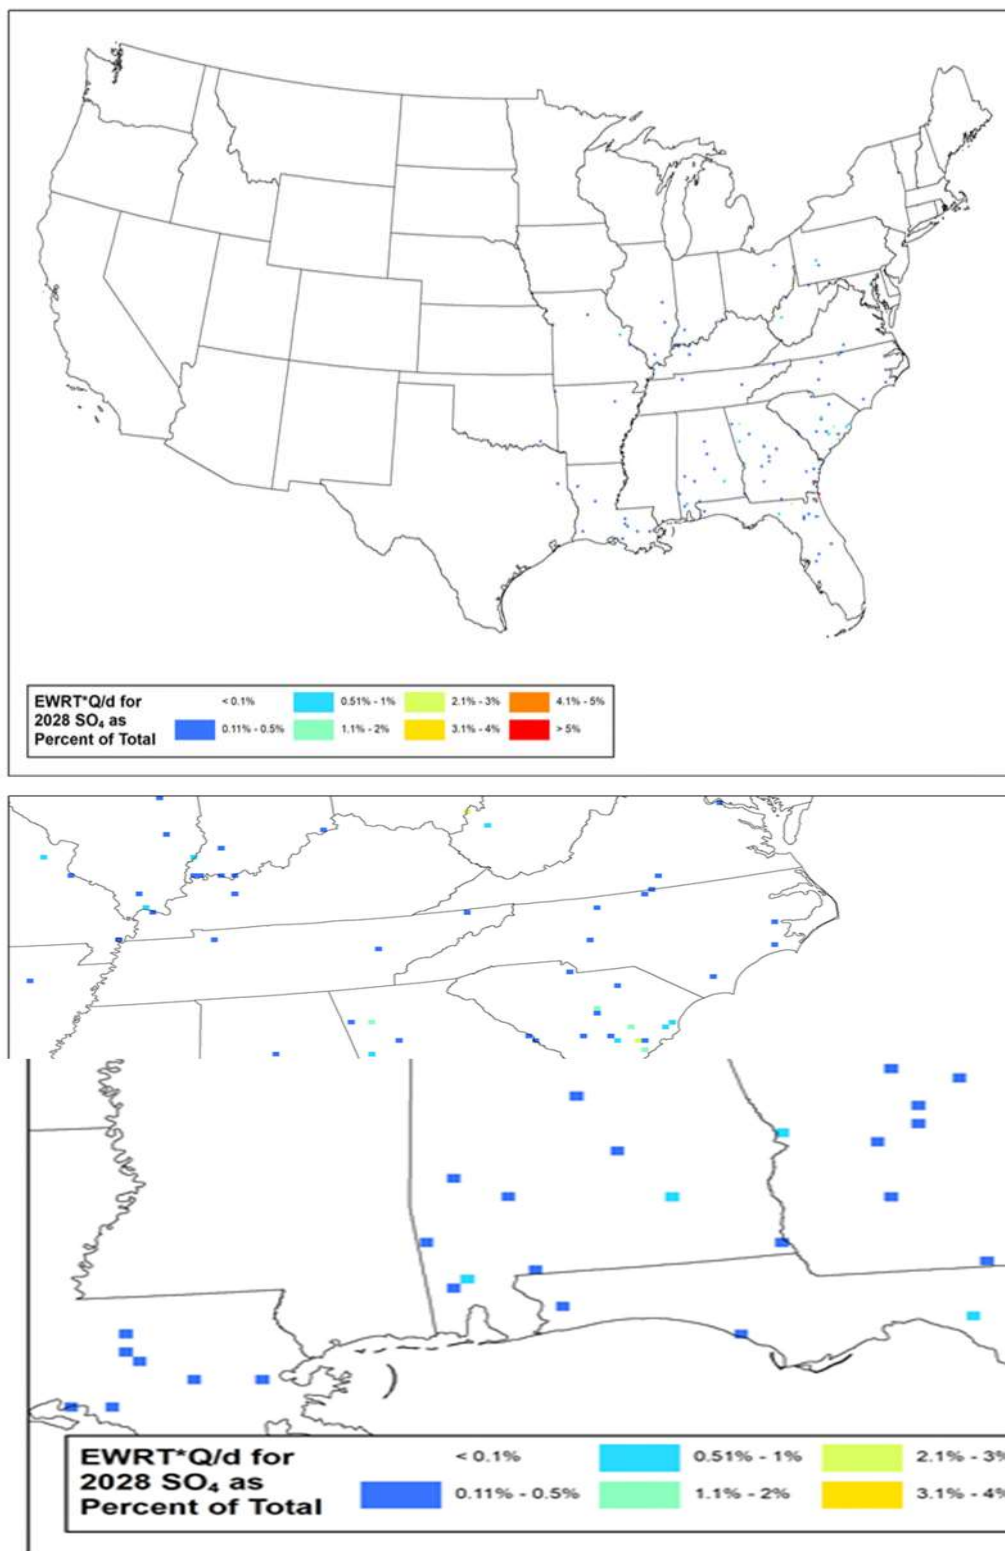 EWRT*Q/d for
2028 SO₄ as
Percent of Total
< 0.1%
0.11% - 0.5%
0.51% - 1%
1.1% - 2%
2.1% - 3%
3.1% - 4%
4.1% - 5%
> 5%
EWRT*Q/d for
2028 SO₄ as
Percent of Total
< 0.1%
0.11% - 0.5%
0.51% - 1%
1.1% - 2%
2.1% - 3%
3.1% - 4%